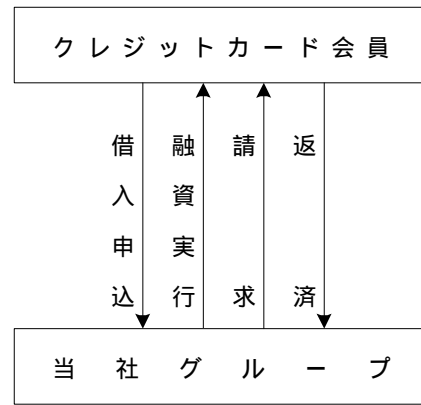 クレジットカード会員
借入申込
融資実行
請求
返済
当社グループ